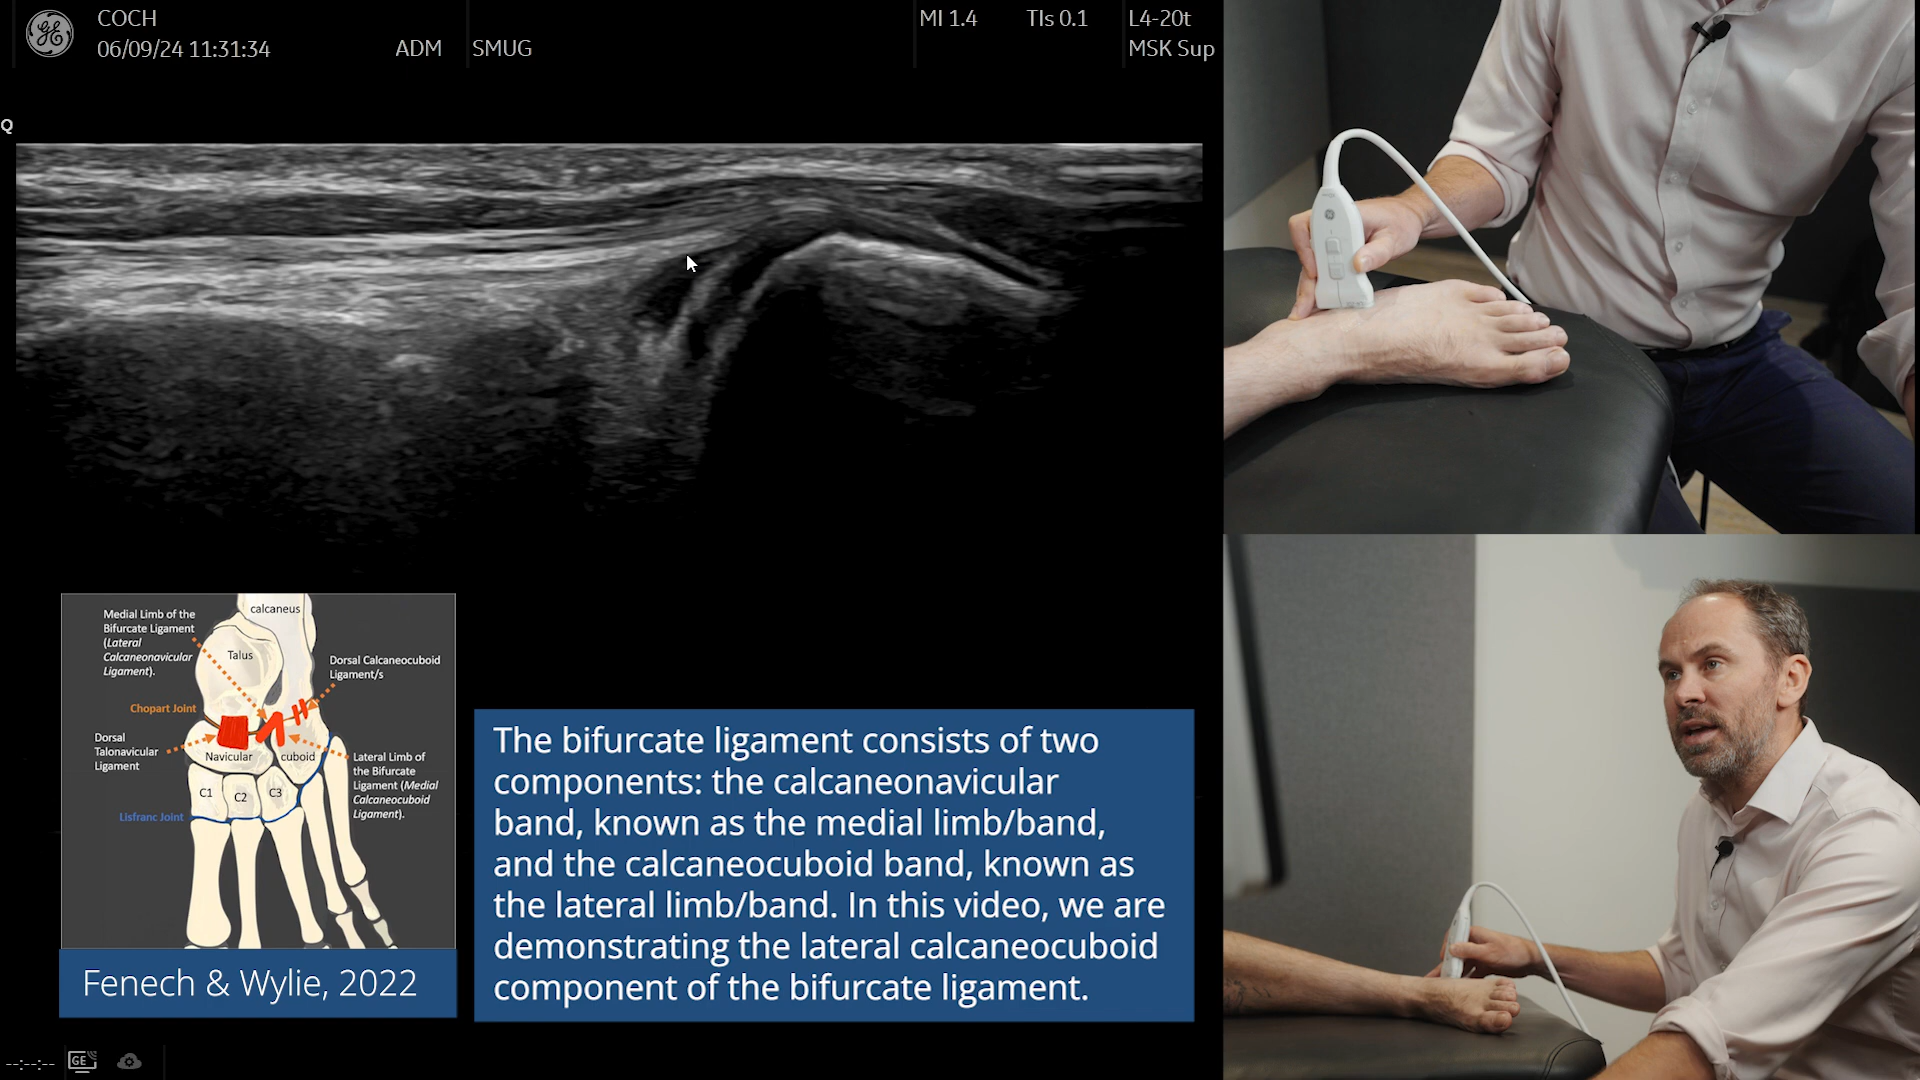 COCH
06/09/24 11:31:34
ADM
SMUG
MI 1.4
TIs 0.1
L4-20t
MSK Sup
Q
calcaneus
Medial Limb of the
Bifurcate Ligament
(Lateral
Calcaneonavicular
Ligament).
Talus
Dorsal Calcaneocuboid
Ligament/s
Chopart Joint
Dorsal
Talonavicular
Ligament
Navicular
cuboid
Lateral Limb of
the Bifurcate
Ligament (Medial
Calcaneocuboid
Ligament).
C1
C2
C3
Lisfranc Joint
Fenech & Wylie, 2022
The bifurcate ligament consists of two
components: the calcaneonavicular
band, known as the medial limb/band,
and the calcaneocuboid band, known as
the lateral limb/band. In this video, we are
demonstrating the lateral calcaneocuboid
component of the bifurcate ligament.
--:--:--
GE